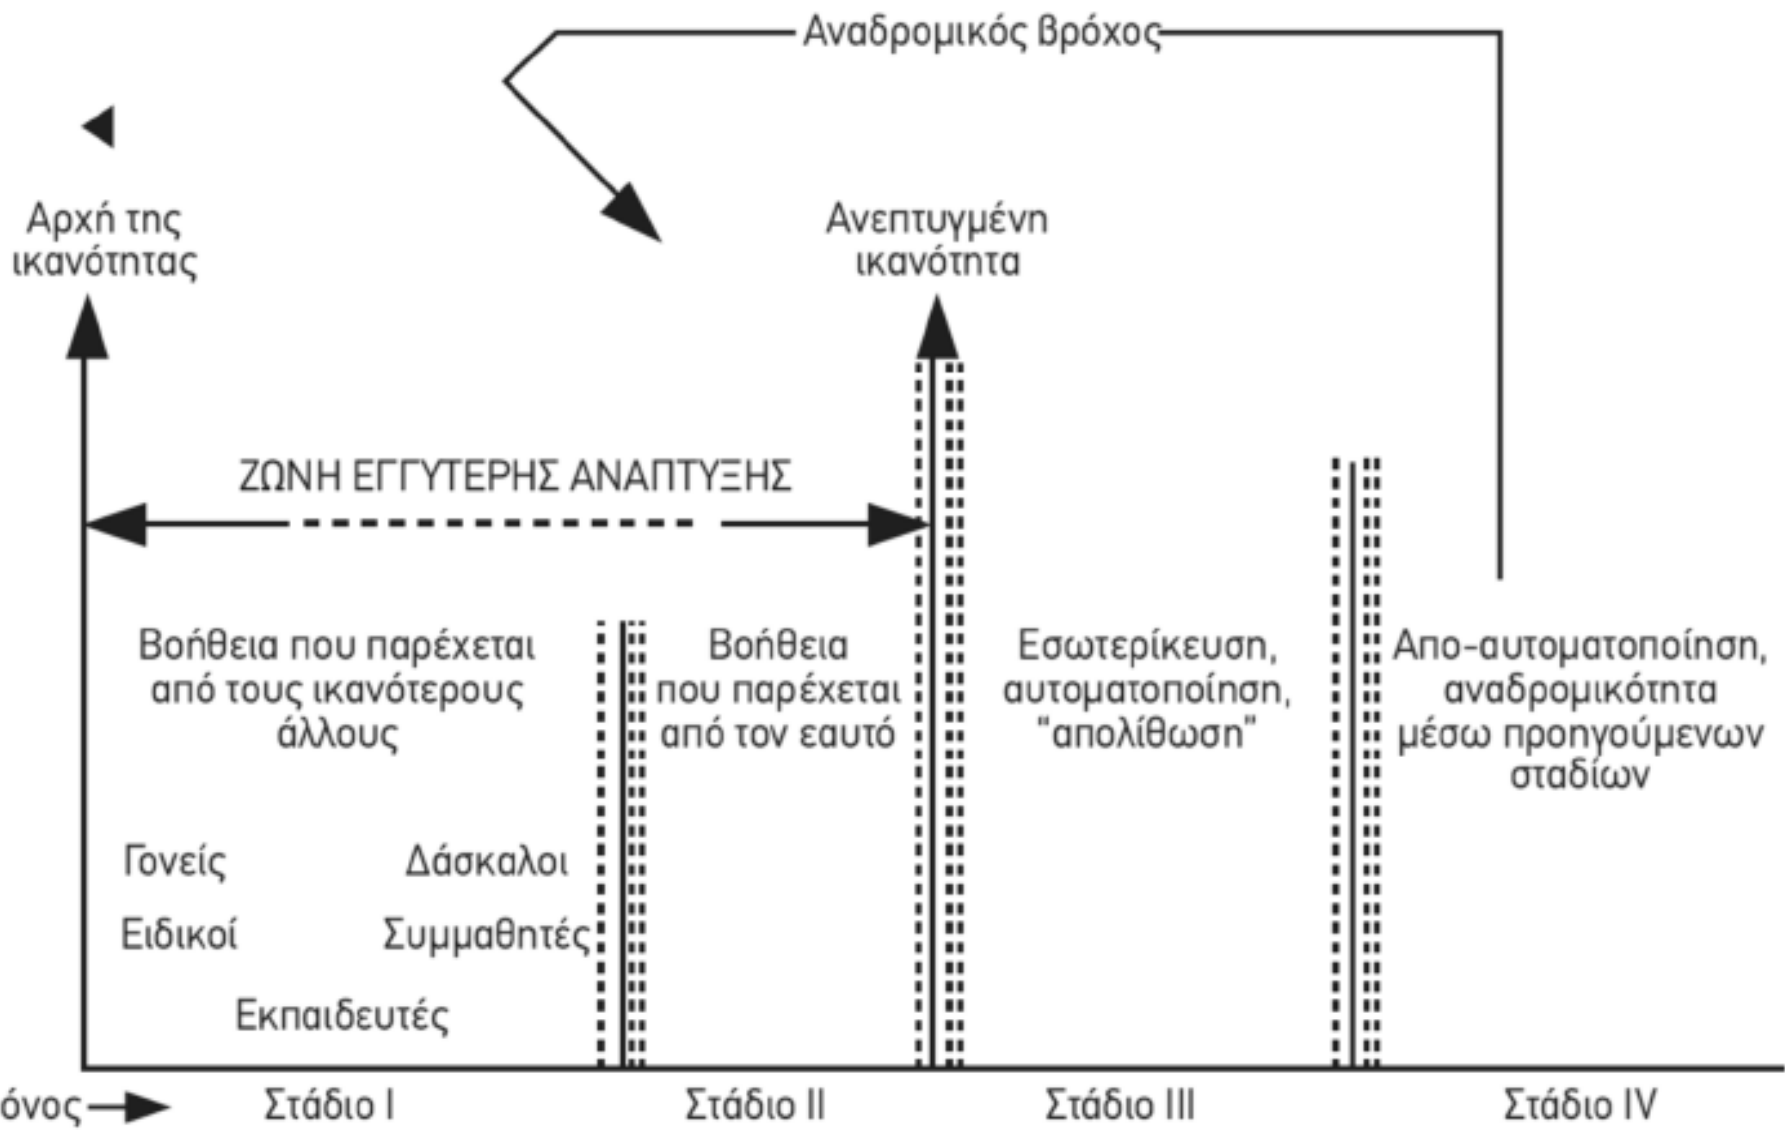 Αναδρομικός βρόχος
Αρχή της
ικανότητας
Ανεπτυγμένη
ικανότητα
ΖΩΝΗ ΕΓΓΥΤΕΡΗΣ ΑΝΑΠΤΥΞΗΣ
Βοήθεια που παρέχεται
από τους ικανότερους
άλλους
Βοήθεια
που παρέχεται
από τον εαυτό
Εσωτερίκευση,
αυτοματοποίηση,
"απολίθωση"
Απο-αυτοματοποίηση,
αναδρομικότητα
μέσω προηγούμενων
σταδίων
Γονείς Δάσκαλοι
Ειδικοί Συμμαθητές
Εκπαιδευτές
όνος Στάδιο I Στάδιο II Στάδιο III Στάδιο IV